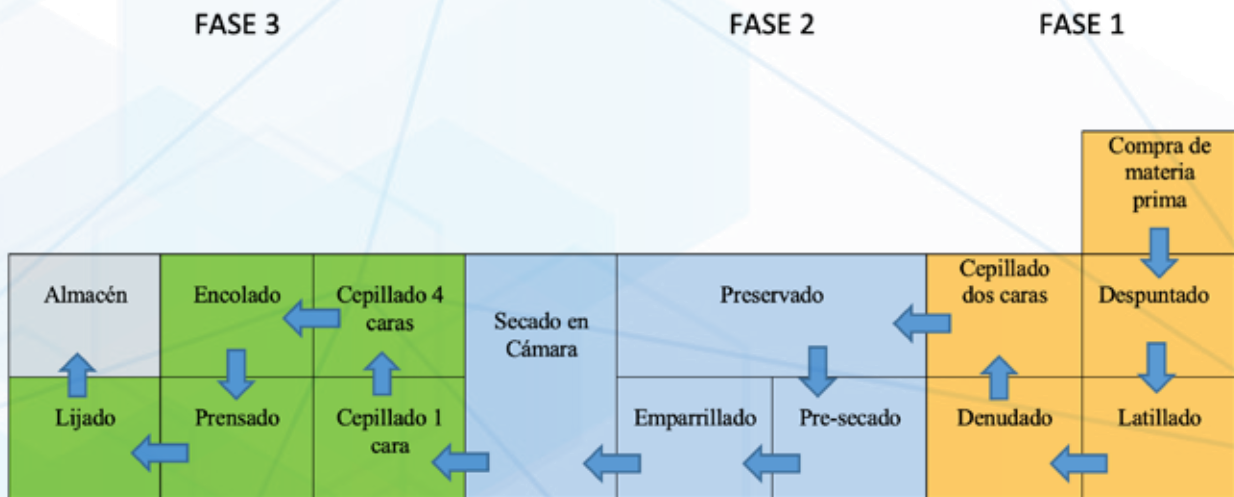 FASE 3
FASE 2
FASE 1
Compra de
materia
prima
Almacén
Encolado
Cepillado 4
caras
Secado en
Cámara
Preservado
Cepillado
dos caras
Despuntado
Lijado
Prensado
Cepillado 1
cara
Emparrillado
Pre-secado
Denudado
Latillado